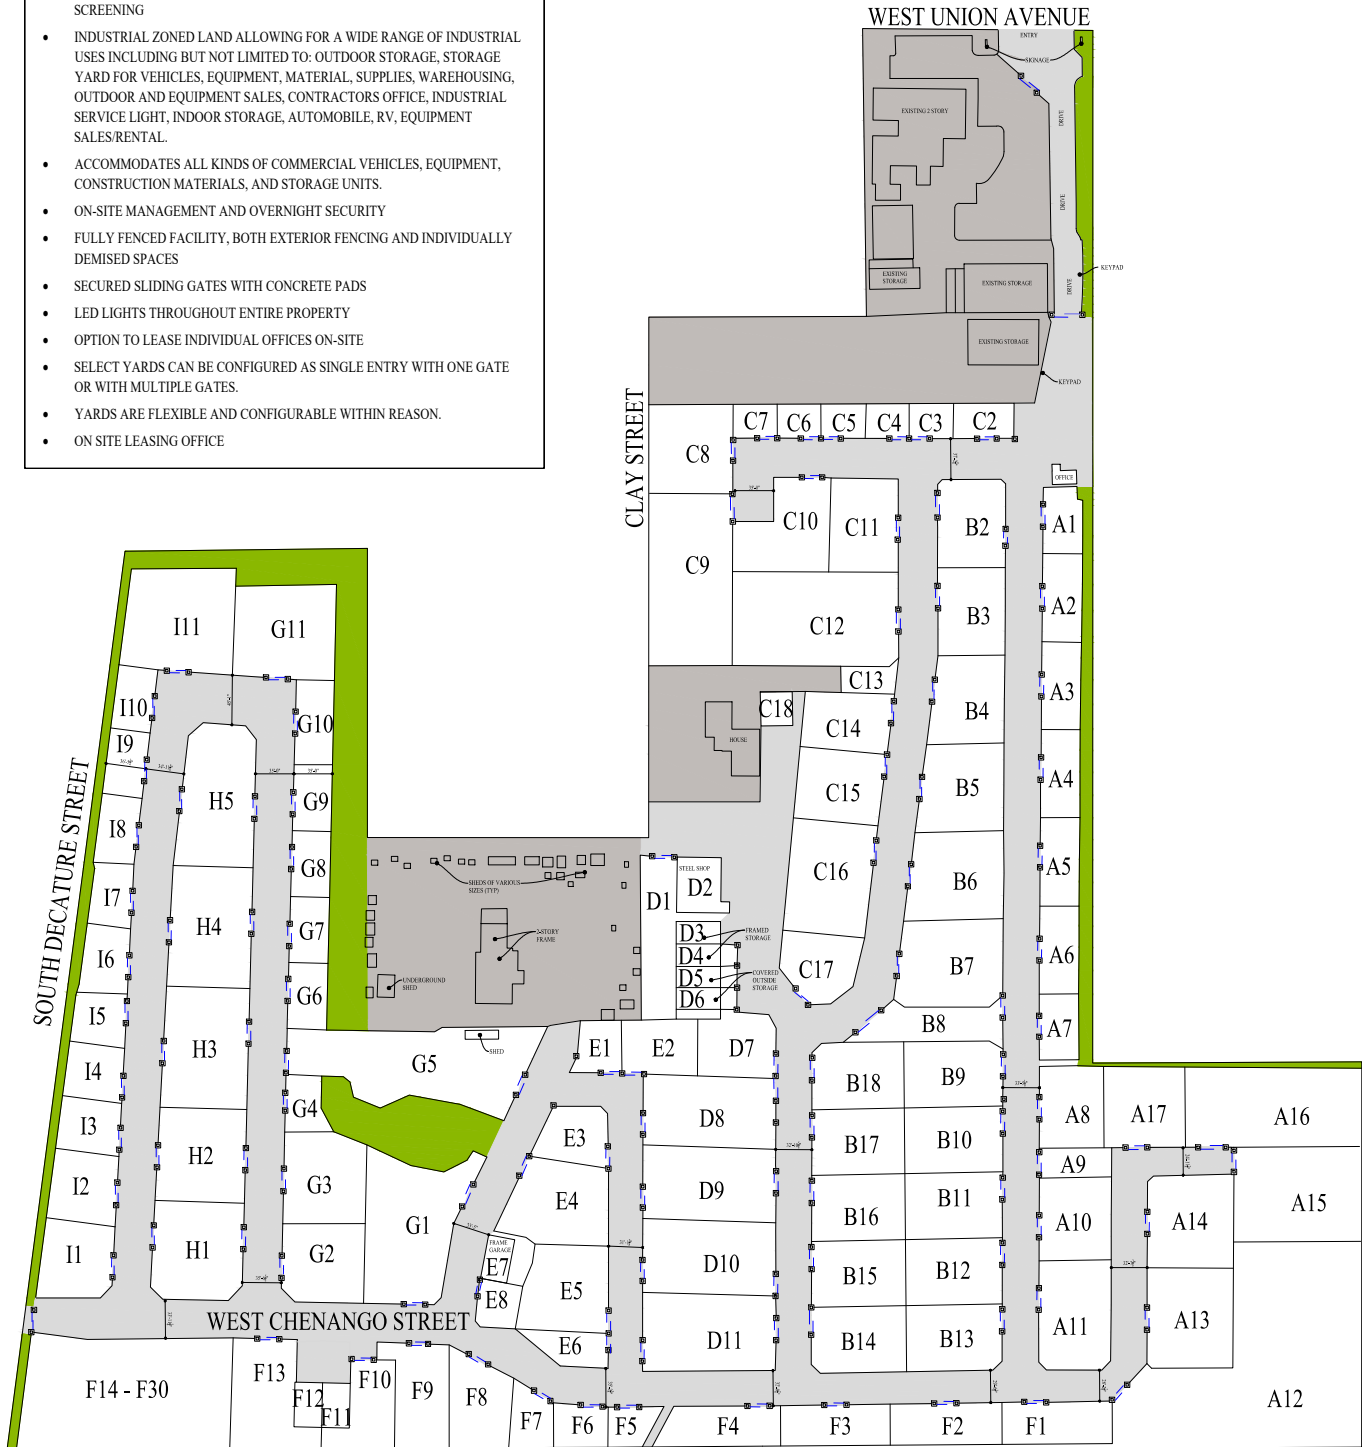 SCREENING
• INDUSTRIAL ZONED LAND ALLOWING FOR A WIDE RANGE OF INDUSTRIAL
USES INCLUDING BUT NOT LIMITED TO: OUTDOOR STORAGE, STORAGE
YARD FOR VEHICLES, EQUIPMENT, MATERIAL, SUPPLIES, WAREHOUSING,
OUTDOOR AND EQUIPMENT SALES, CONTRACTORS OFFICE, INDUSTRIAL
SERVICE LIGHT, INDOOR STORAGE, AUTOMOBILE, RV, EQUIPMENT
SALES/RENTAL.
• ACCOMMODATES ALL KINDS OF COMMERCIAL VEHICLES, EQUIPMENT,
CONSTRUCTION MATERIALS, AND STORAGE UNITS.
• ON-SITE MANAGEMENT AND OVERNIGHT SECURITY
• FULLY FENCED FACILITY, BOTH EXTERIOR FENCING AND INDIVIDUALLY
DEMISED SPACES
• SECURED SLIDING GATES WITH CONCRETE PADS
• LED LIGHTS THROUGHOUT ENTIRE PROPERTY
• OPTION TO LEASE INDIVIDUAL OFFICES ON-SITE
• SELECT YARDS CAN BE CONFIGURED AS SINGLE ENTRY WITH ONE GATE
OR WITH MULTIPLE GATES.
• YARDS ARE FLEXIBLE AND CONFIGURABLE WITHIN REASON.
• ON SITE LEASING OFFICE
WEST UNION AVENUE
ENTRY
SIGNAGE
EXISTING 2 STORY
DRIVE
DRIVE
DRIVE
KEYPAD
EXISTING
STORAGE
EXISTING STORAGE
EXISTING STORAGE
KEYPAD
CLAY STREET
C7
C6
C5
C4
C3
C2
C8
OFFICE
C9
C10
C11
B2
A1
C12
B3
A2
C13
A3
C18
C14
B4
HOUSE
A4
C15
B5
C16
B6
A5
C17
B7
A6
B8
A7
SOUTH DECATURE STREET
I11
G11
I10
G10
I9
H5
G9
I8
G8
I7
H4
G7
I6
G6
I5
H3
G5
I4
G4
I3
H2
G3
I2
H1
G2
G1
I1
SHEDS OF VARIOUS
SIZES (TYP)
2-STORY
FRAME
UNDERGROUND
SHED
SHED
STEEL SHOP
D1
D2
D3
FRAMED
STORAGE
D4
D5
COVERED
OUTSIDE
STORAGE
D6
E1
E2
D7
E3
D8
E4
D9
FRAME
GARAGE
E7
E8
E5
D10
E6
D11
B18
B9
B17
B10
B16
B11
B15
B12
B14
B13
A8
A17
A16
A9
A10
A14
A15
A11
A13
A12
WEST CHENANGO STREET
F14 - F30
F13
F12
F11
F10
F9
F8
F7
F6
F5
F4
F3
F2
F1